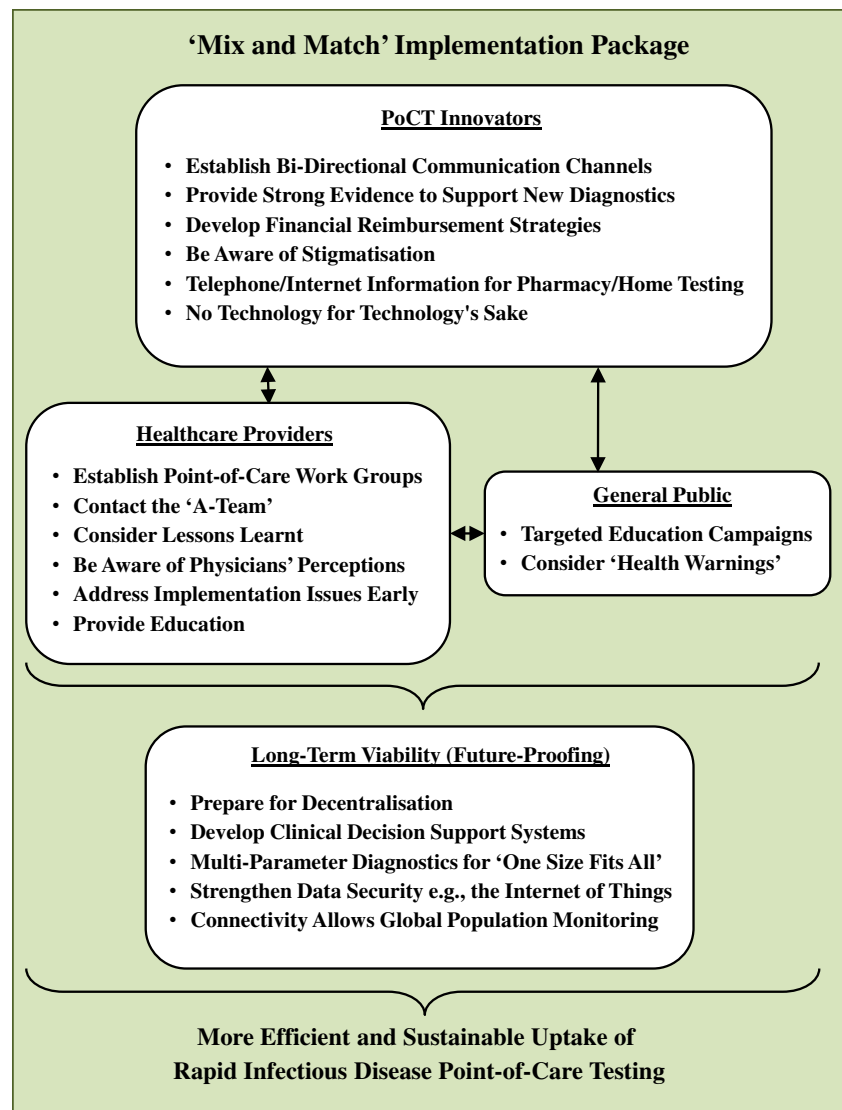 ‘Mix and Match’ Implementation Package
PoCT Innovators
• Establish Bi-Directional Communication Channels
• Provide Strong Evidence to Support New Diagnostics
• Develop Financial Reimbursement Strategies
• Be Aware of Stigmatisation
• Telephone/Internet Information for Pharmacy/Home Testing
• No Technology for Technology's Sake
Healthcare Providers
• Establish Point-of-Care Work Groups
• Contact the ‘A-Team’
• Consider Lessons Learnt
• Be Aware of Physicians’ Perceptions
• Address Implementation Issues Early
• Provide Education
General Public
• Targeted Education Campaigns
• Consider ‘Health Warnings’
Long-Term Viability (Future-Proofing)
• Prepare for Decentralisation
• Develop Clinical Decision Support Systems
• Multi-Parameter Diagnostics for ‘One Size Fits All’
• Strengthen Data Security e.g., the Internet of Things
• Connectivity Allows Global Population Monitoring
More Efficient and Sustainable Uptake of
Rapid Infectious Disease Point-of-Care Testing